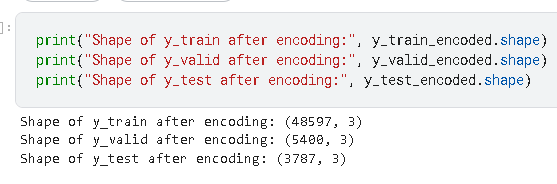 ]:
print("Shape of y_train after encoding:", y_train_encoded.shape)
print("Shape of y_valid after encoding:", y_valid_encoded.shape)
print("Shape of y_test after encoding:", y_test_encoded.shape)
Shape of y_train after encoding: (48597, 3)
Shape of y_valid after encoding: (5400, 3)
Shape of y_test after encoding: (3787, 3)